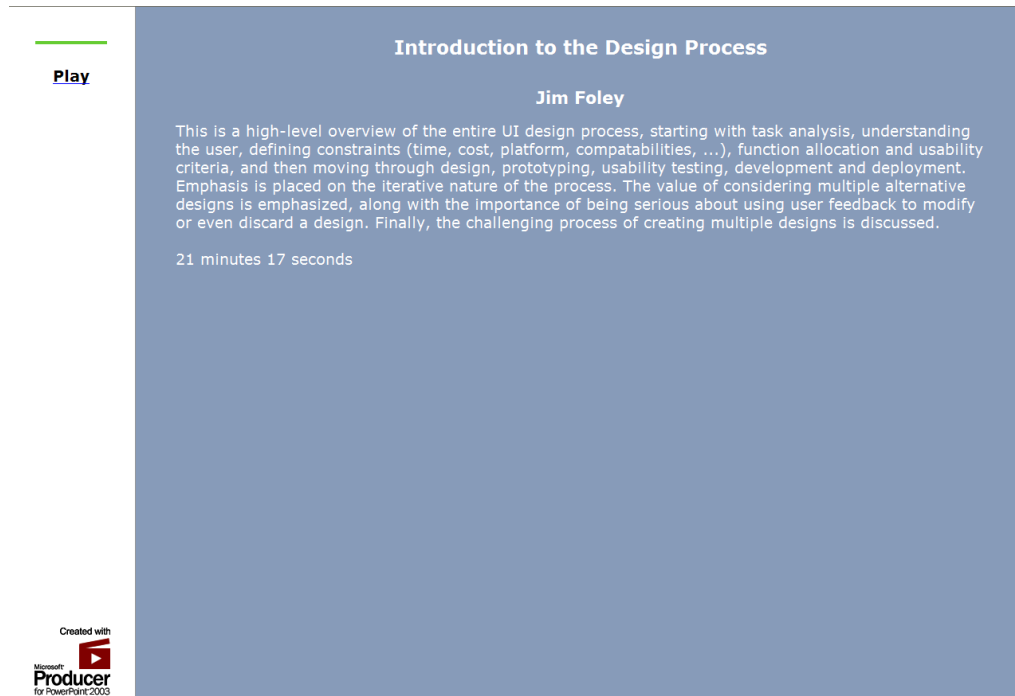 Play
Introduction to the Design Process
Jim Foley
This is a high-level overview of the entire UI design process, starting with task analysis, understanding
the user, defining constraints (time, cost, platform, compatabilities, ...), function allocation and usability
criteria, and then moving through design, prototyping, usability testing, development and deployment.
Emphasis is placed on the iterative nature of the process. The value of considering multiple alternative
designs is emphasized, along with the importance of being serious about using user feedback to modify
or even discard a design. Finally, the challenging process of creating multiple designs is discussed.
21 minutes 17 seconds
Created with
Microsoft
Producer
for PowerPoint 2003